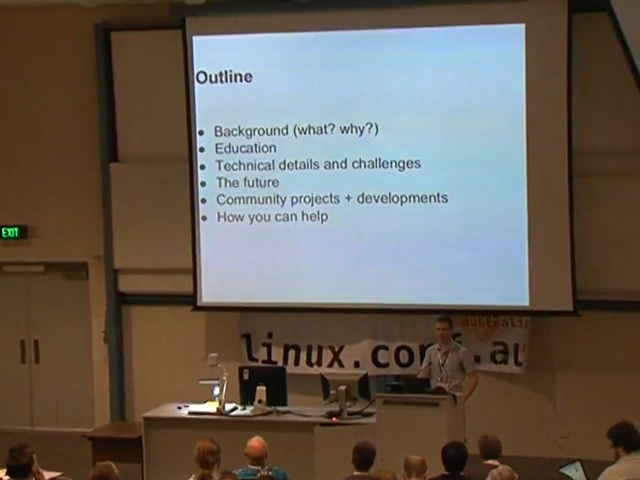 Outline
● Background (what? why?)
● Education
● Technical details and challenges
● The future
● Community projects + developments
● How you can help
EXIT
australia
linux.conf.au